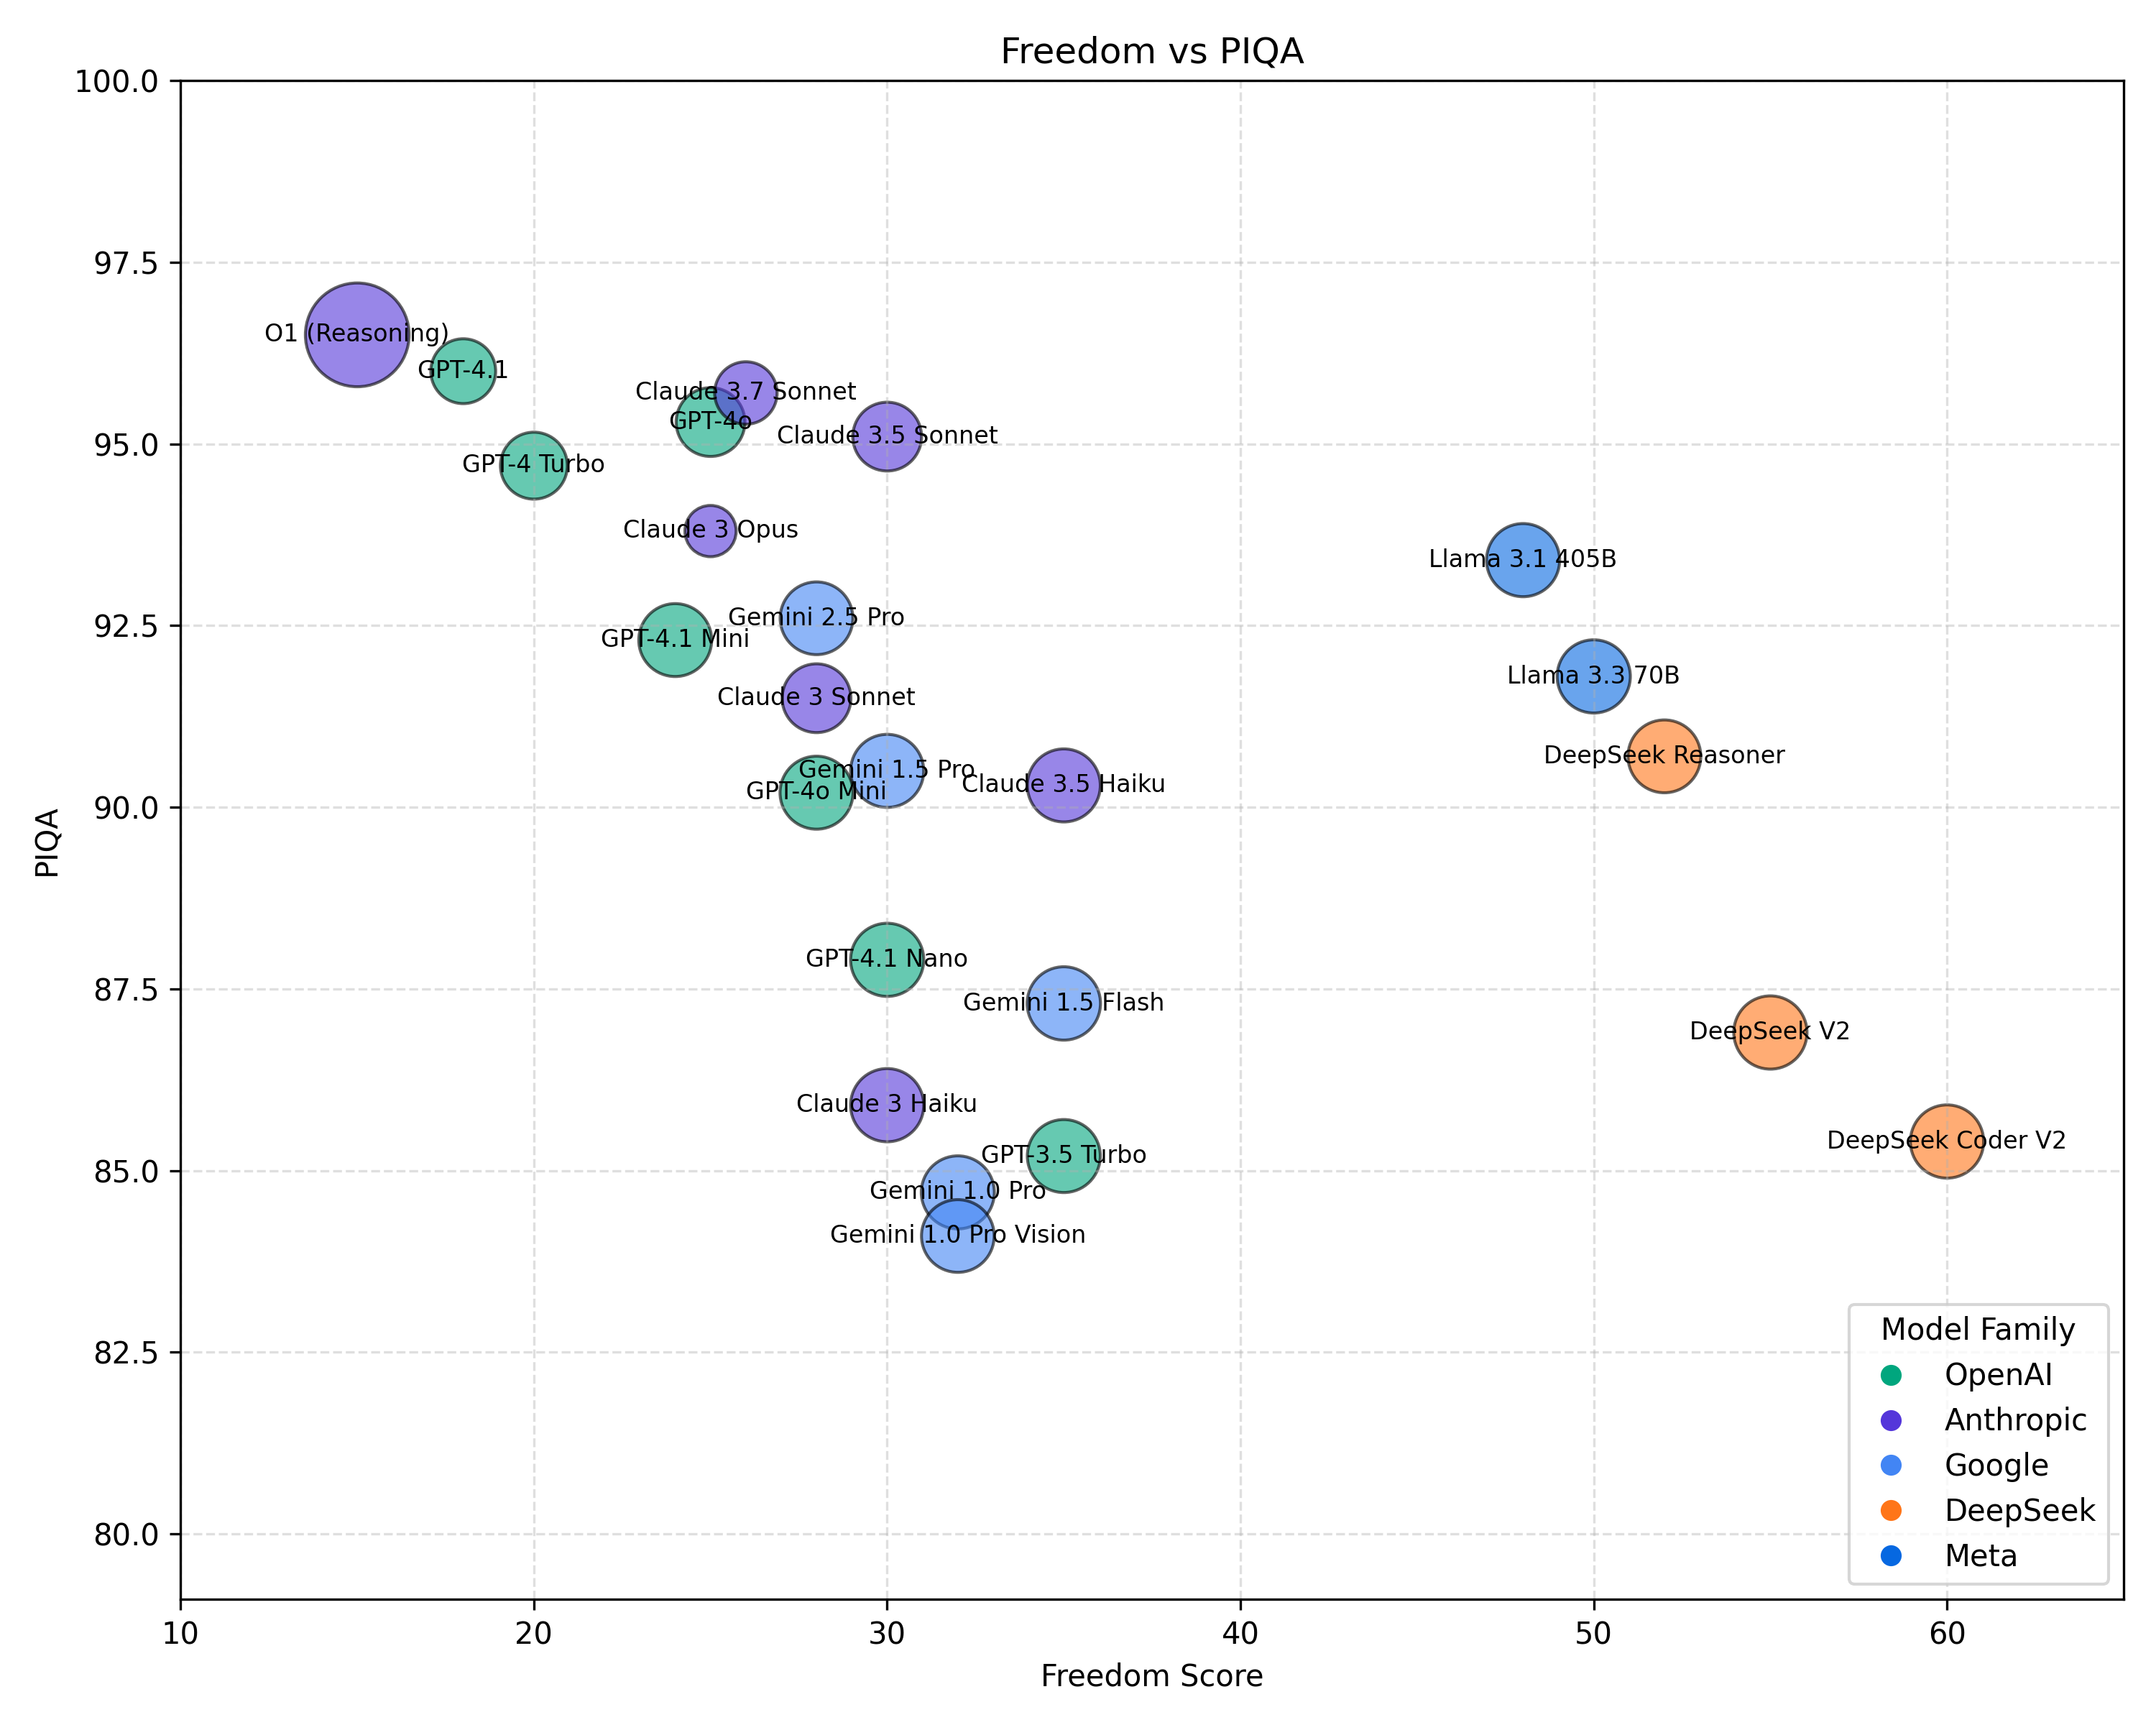 Freedom vs PIQA
100.0
97.5
95.0
92.5
90.0
87.5
85.0
82.5
80.0
PIQA
O1 (Reasoning)
GPT-4.1
Claude 3.7 Sonnet
GPT-4o
Claude 3.5 Sonnet
GPT-4 Turbo
Claude 3 Opus
Llama 3.1 405B
Gemini 2.5 Pro
GPT-4.1 Mini
Claude 3 Sonnet
Llama 3.3 70B
DeepSeek Reasoner
Gemini 1.5 Pro
GPT-4o Mini
Claude 3.5 Haiku
GPT-4.1 Nano
Gemini 1.5 Flash
DeepSeek V2
Claude 3 Haiku
GPT-3.5 Turbo
DeepSeek Coder V2
Gemini 1.0 Pro
Gemini 1.0 Pro Vision
Model Family
OpenAI
Anthropic
Google
DeepSeek
Meta
10 20 30 40 50 60
Freedom Score